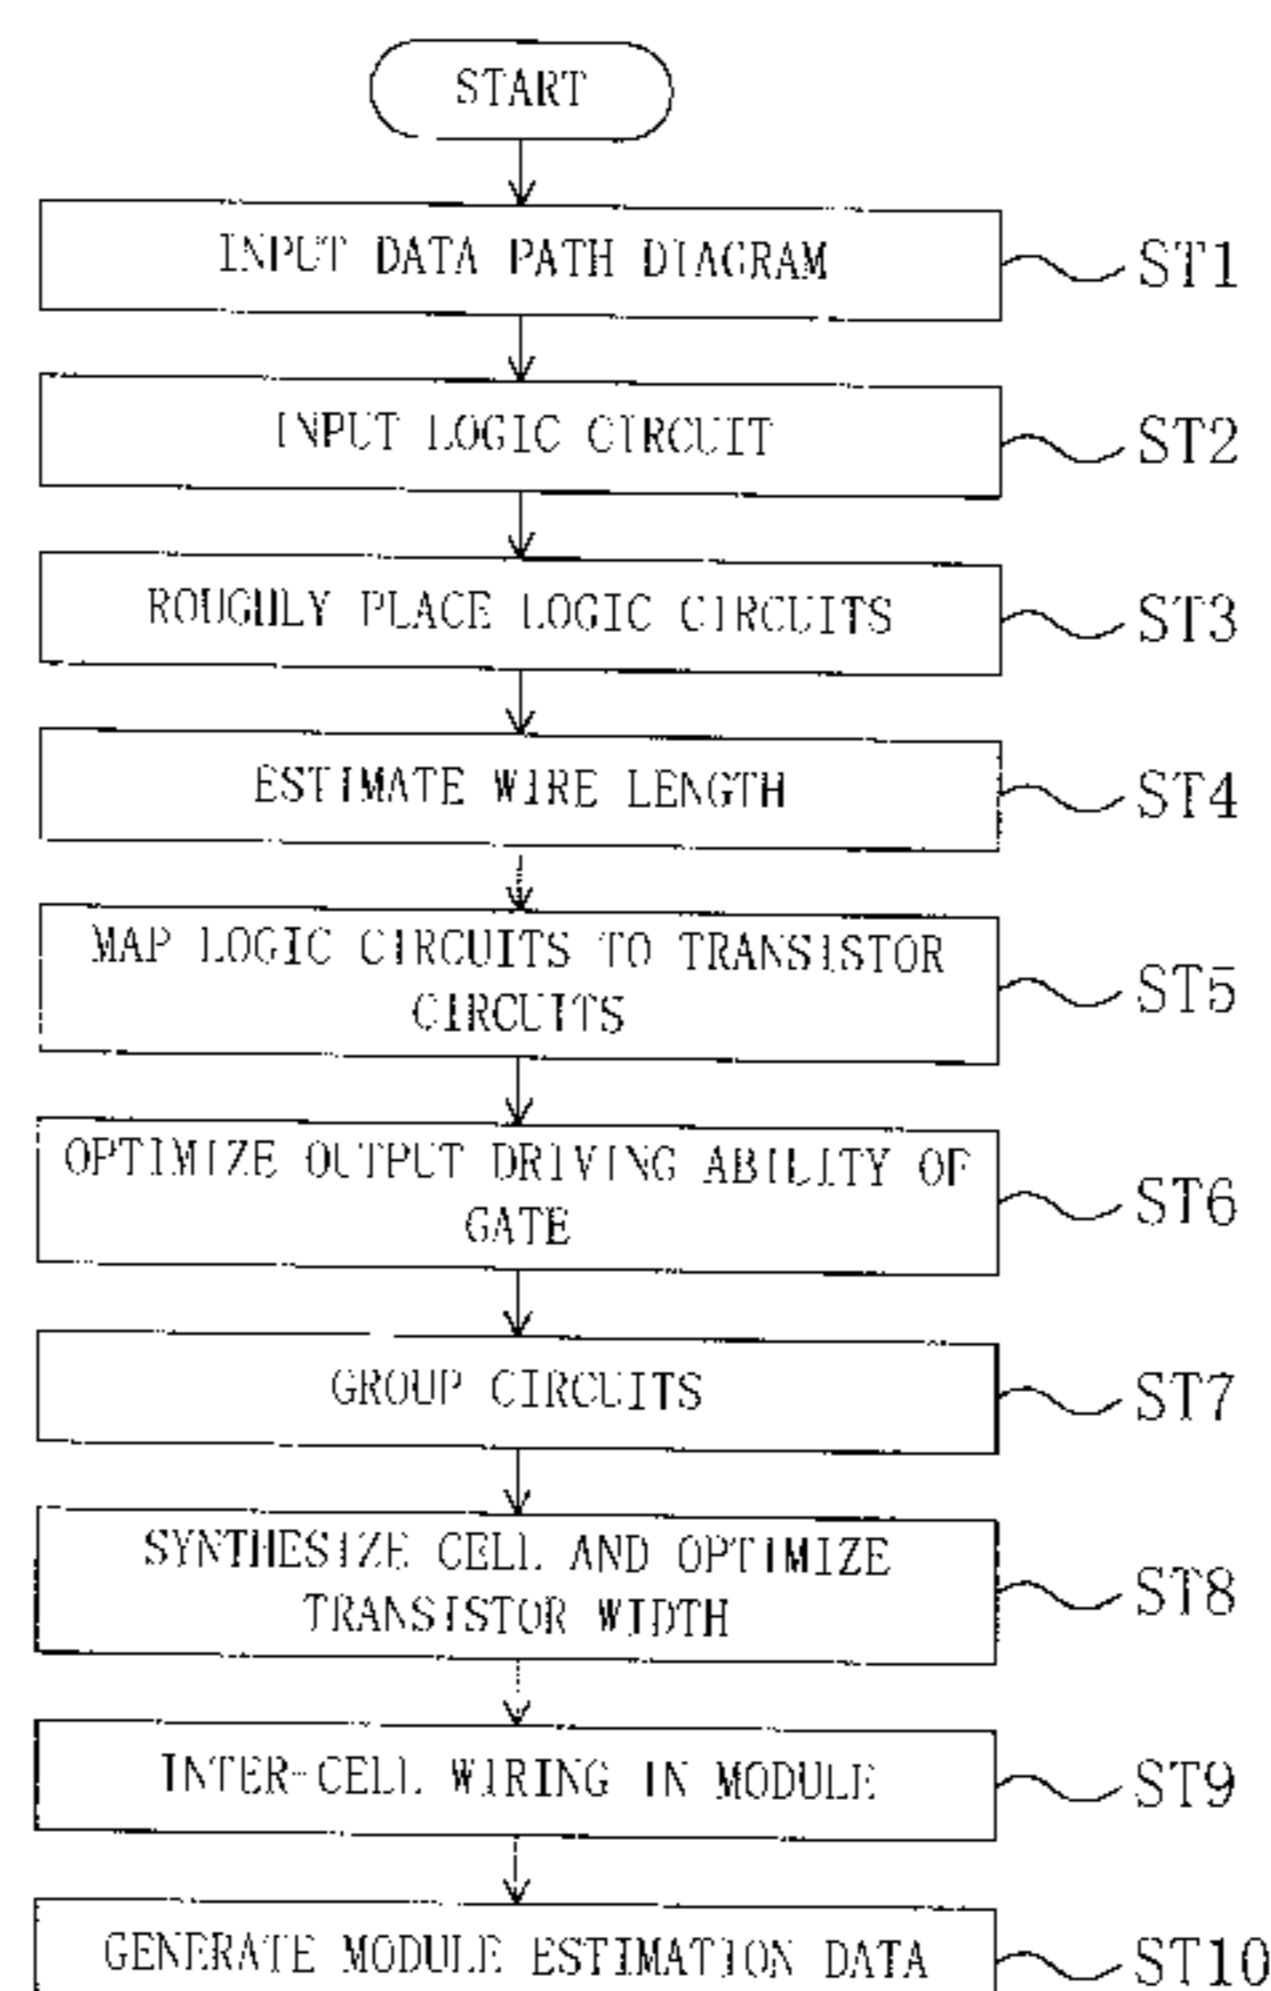 START
INPUT DATA PATH DIAGRAM
ST1
INPUT LOGIC CIRCUIT
ST2
ROUGHLY PLACE LOGIC CIRCUITS
ST3
ESTIMATE WIRE LENGTH
ST4
MAP LOGIC CIRCUITS TO TRANSISTOR
CIRCUITS
ST5
OPTIMIZE OUTPUT DRIVING ABILITY OF
GATE
ST6
GROUP CIRCUITS
ST7
SYNTHESIZE CELL AND OPTIMIZE
TRANSISTOR WIDTH
ST8
INTER-CELL WIRING IN MODULE
ST9
GENERATE MODULE ESTIMATION DATA
ST10